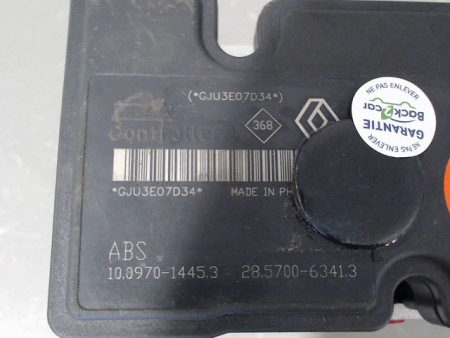 (*GJU3E07D34*)
Controller
368
*GJU3E07D34* MADE IN PH
ABS
10.0970-1445.3 28.5700-6341.3
NE PAS ENLEVER
Back2car
GARANTIE
NE PAS ENLEVER